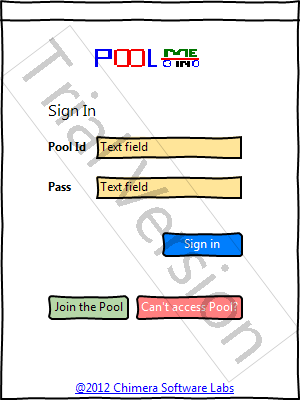 POOL ME IN
Sign In
Pool Id Text field
Pass Text field
Sign in
Join the Pool Can't access Pool?
@2012 Chimera Software Labs
Trial version